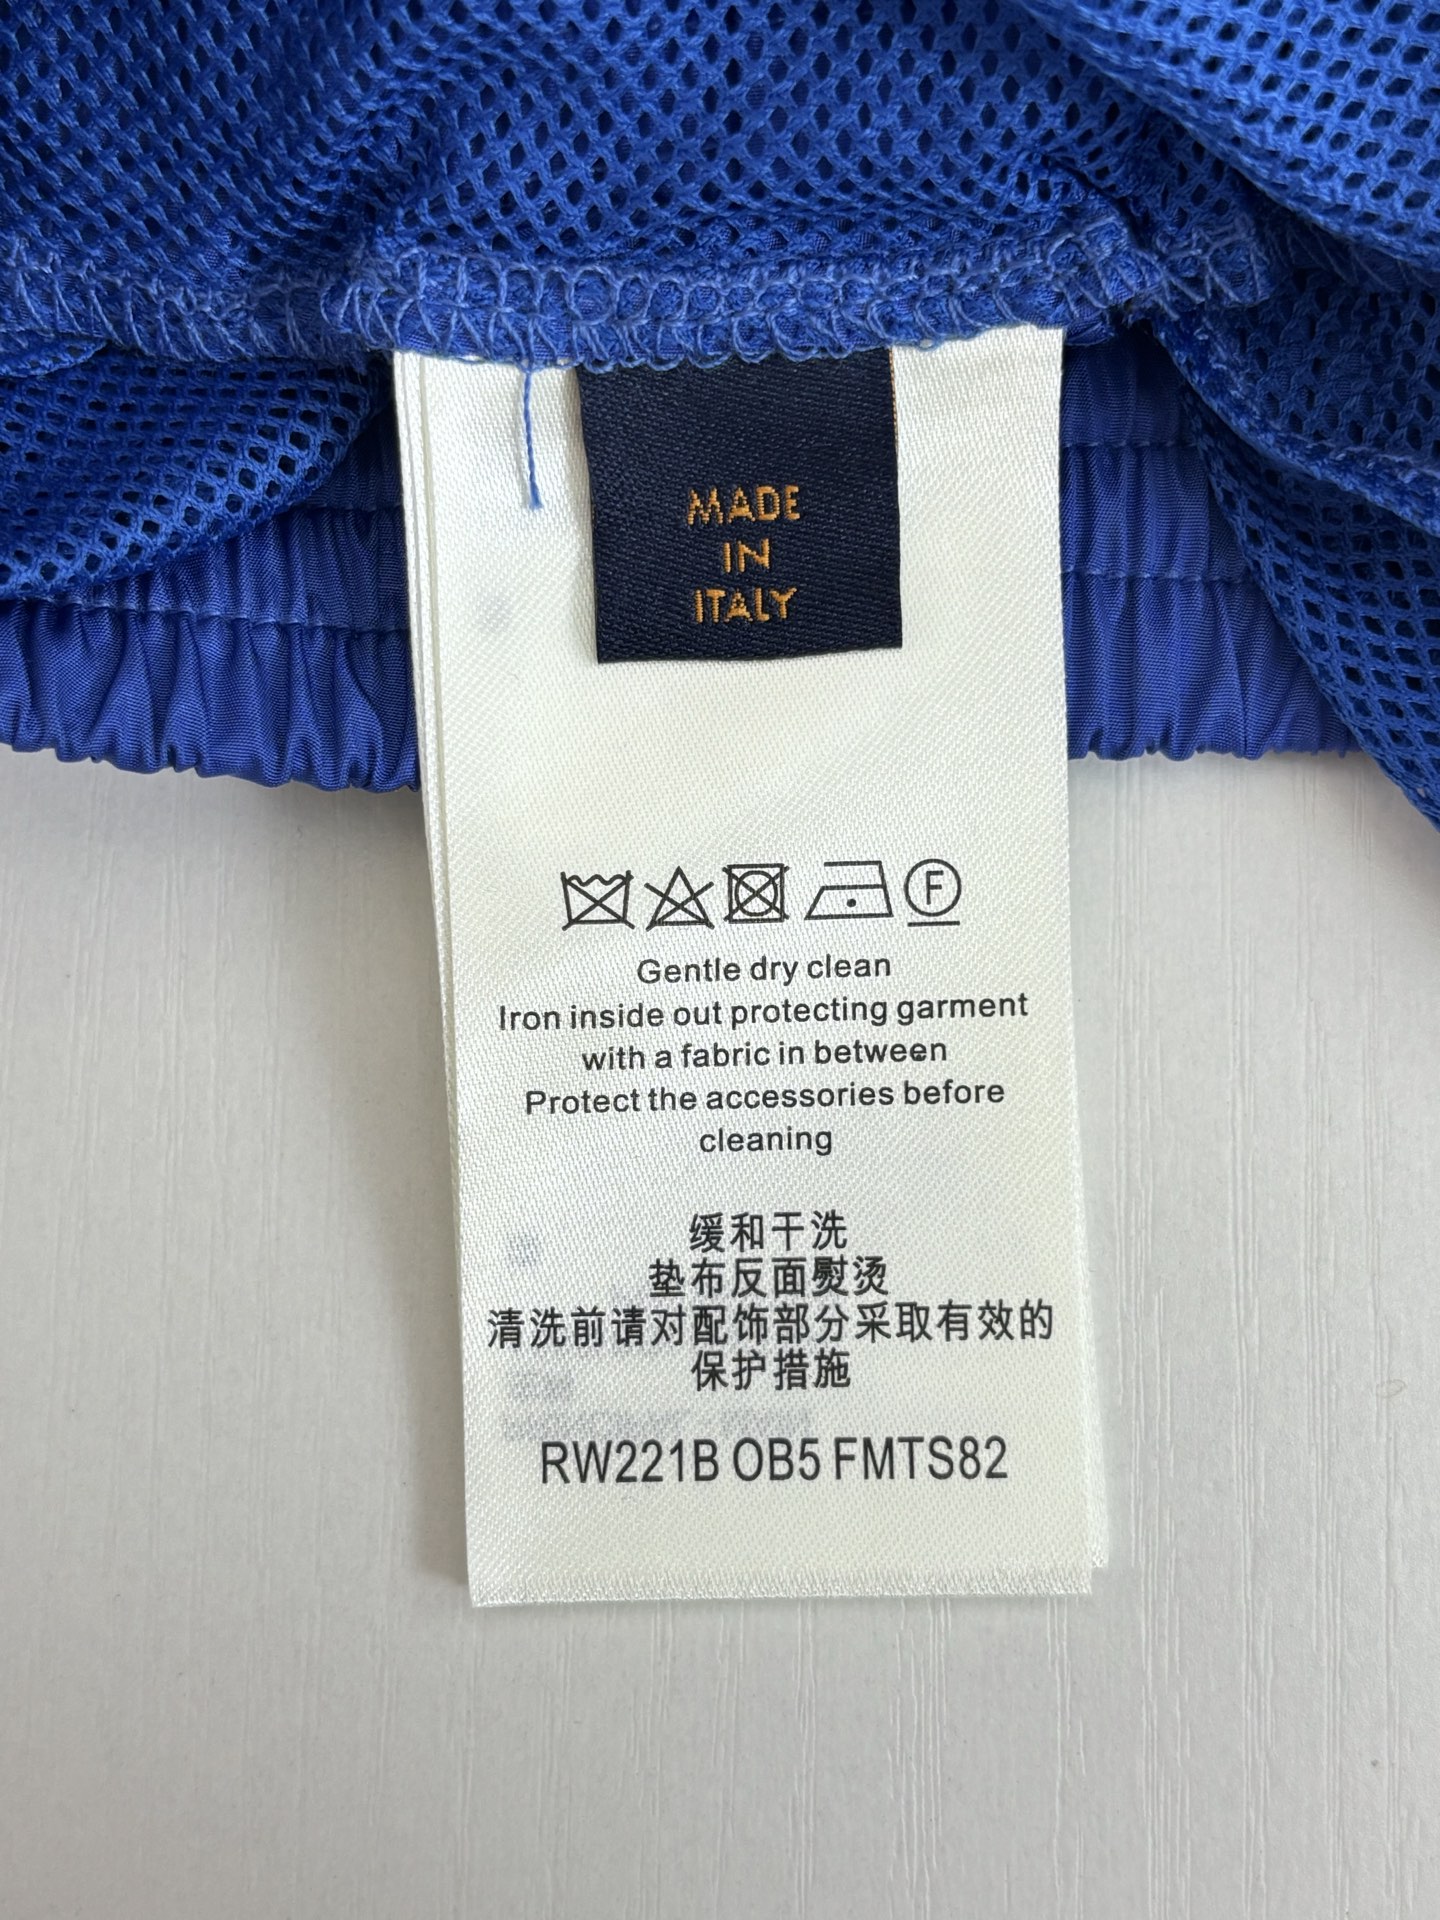 MADE
IN
ITALY
F
Gentle dry clean
Iron inside out protecting garment
with a fabric in between
Protect the accessories before
cleaning
缓和干洗
垫布反面熨烫
清洗前请对配饰部分采取有效的
保护措施
RW221B OB5 FMTS82